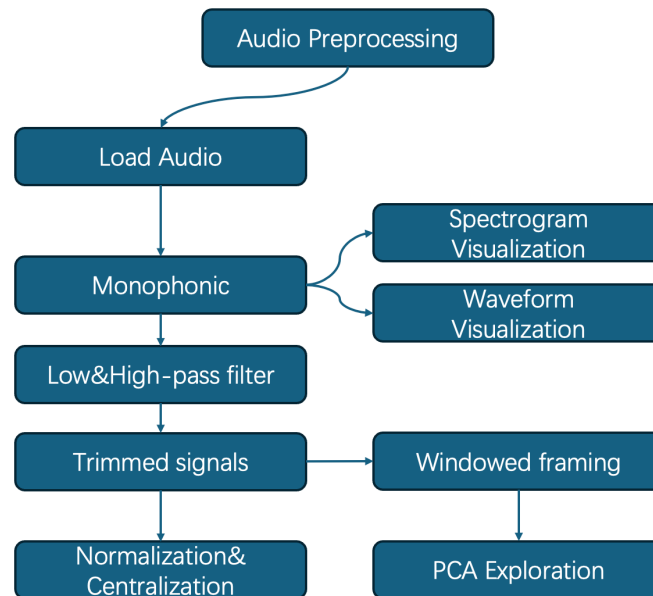 Audio Preprocessing
Load Audio
Monophonic
Spectrogram
Visualization
Waveform
Visualization
Low&High-pass filter
Trimmed signals
Windowed framing
Normalization&
Centralization
PCA Exploration